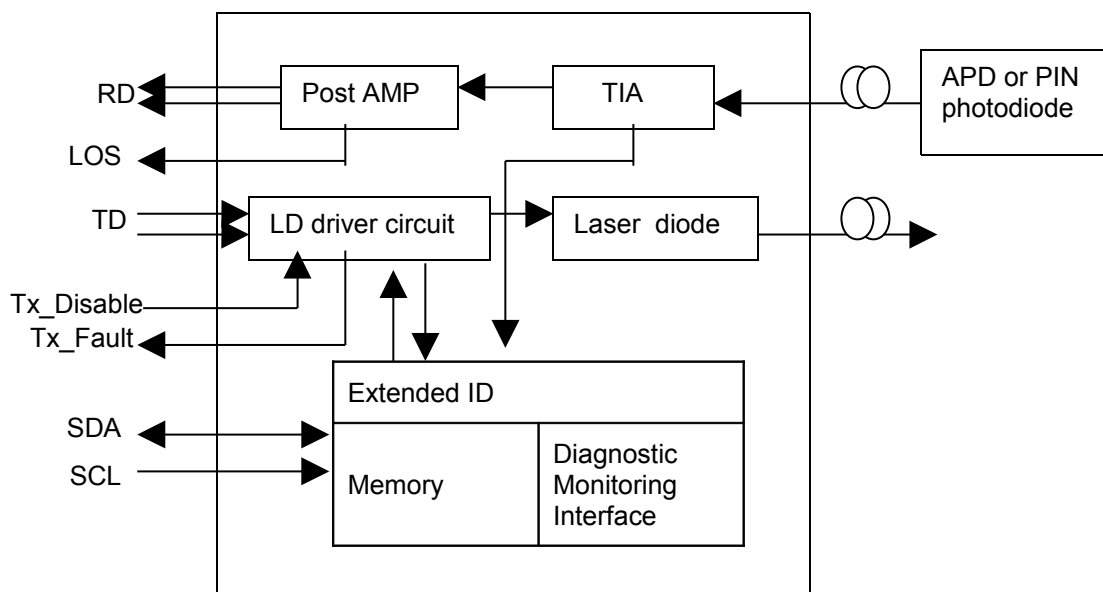 RD
Post AMP
TIA
APD or PIN
photodiode
LOS
TD
LD driver circuit
Laser diode
Tx_Disable
Tx_Fault
Extended ID
SDA
SCL
Memory
Diagnostic
Monitoring
Interface